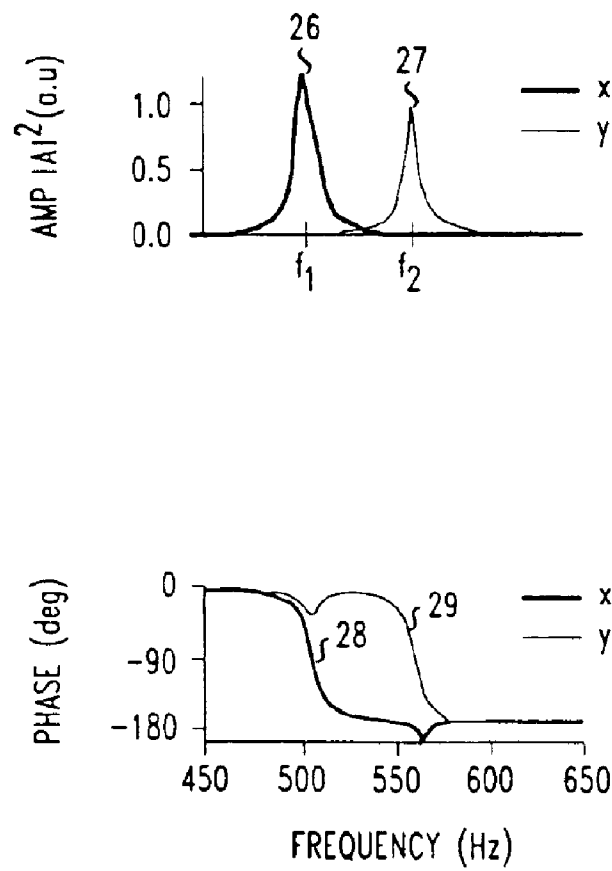 26
27
x
y
AMP |A|² (a.u
1.0
0.5
0.0
f₁
f₂
0
-90
-180
PHASE (deg)
28
29
x
y
450 500 550 600 650
FREQUENCY (Hz)